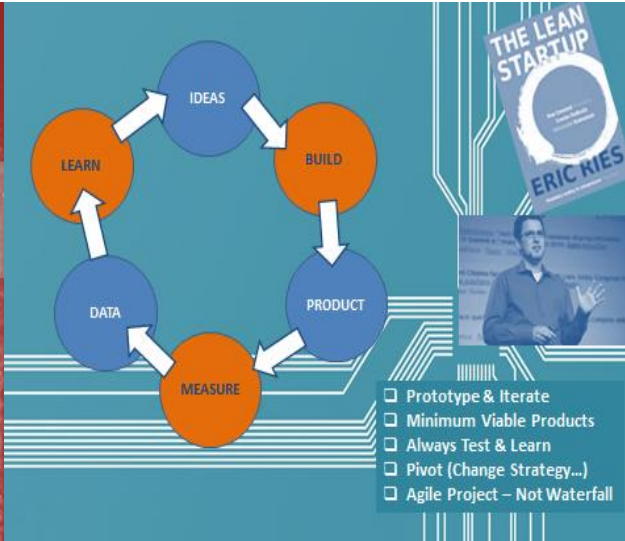 IDEAS
BUILD
PRODUCT
MEASURE
DATA
LEARN
THE LEAN
STARTUP
ERIC RIES
❑ Prototype & Iterate
❑ Minimum Viable Products
❑ Always Test & Learn
❑ Pivot (Change Strategy...)
❑ Agile Project – Not Waterfall